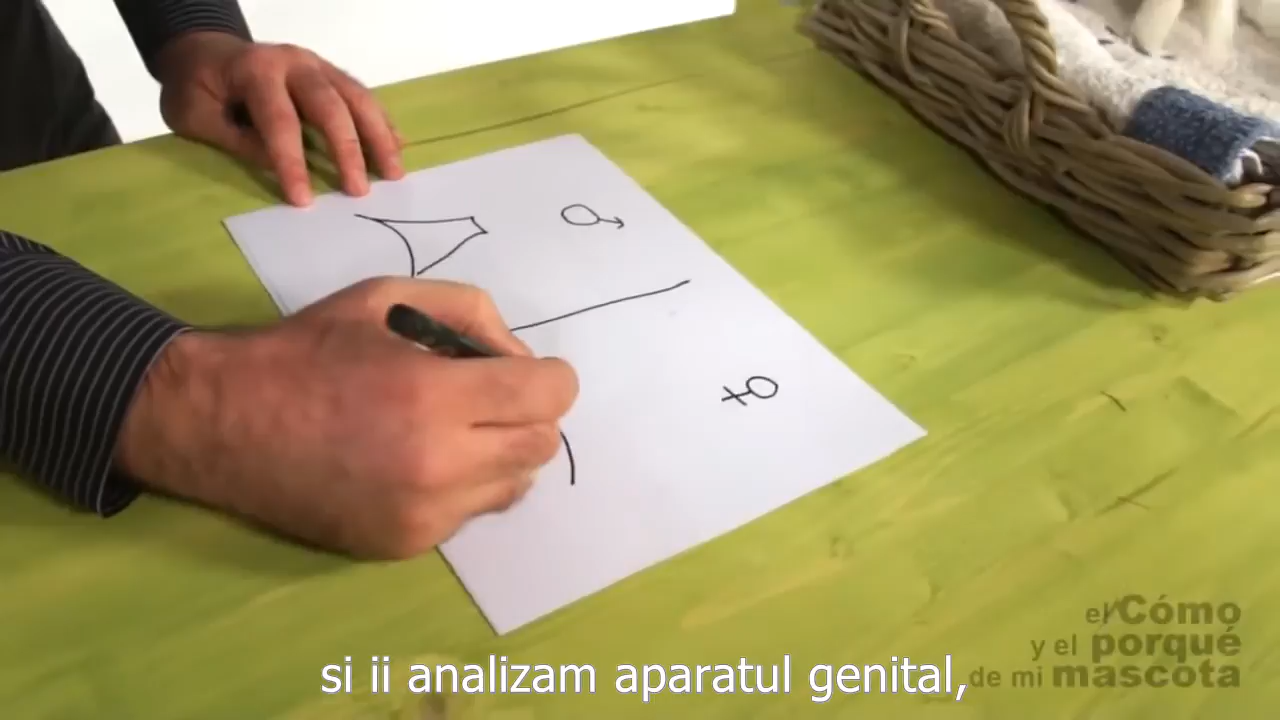 ♂
♀
el Cómo
y el porqué
de mi mascota
si ii analizam aparatul genital,